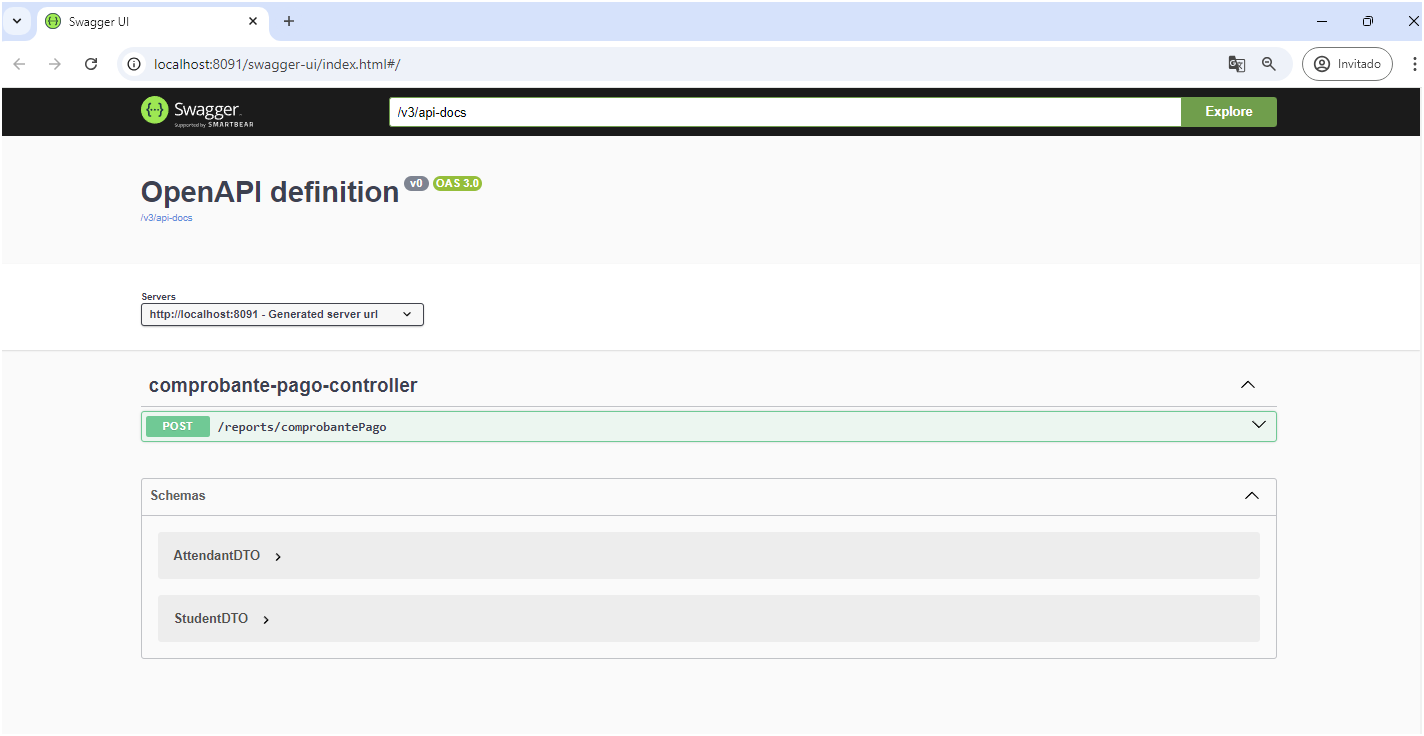 Swagger UI
localhost:8091/swagger-ui/index.html#/
Invitado
Swagger
Supported by SMARTBEAR
/v3/api-docs
Explore
OpenAPI definition v0 OAS 3.0
/v3/api-docs
Servers
http://localhost:8091 - Generated server url
comprobante-pago-controller
POST /reports/comprobantePago
Schemas
AttendantDTO
StudentDTO